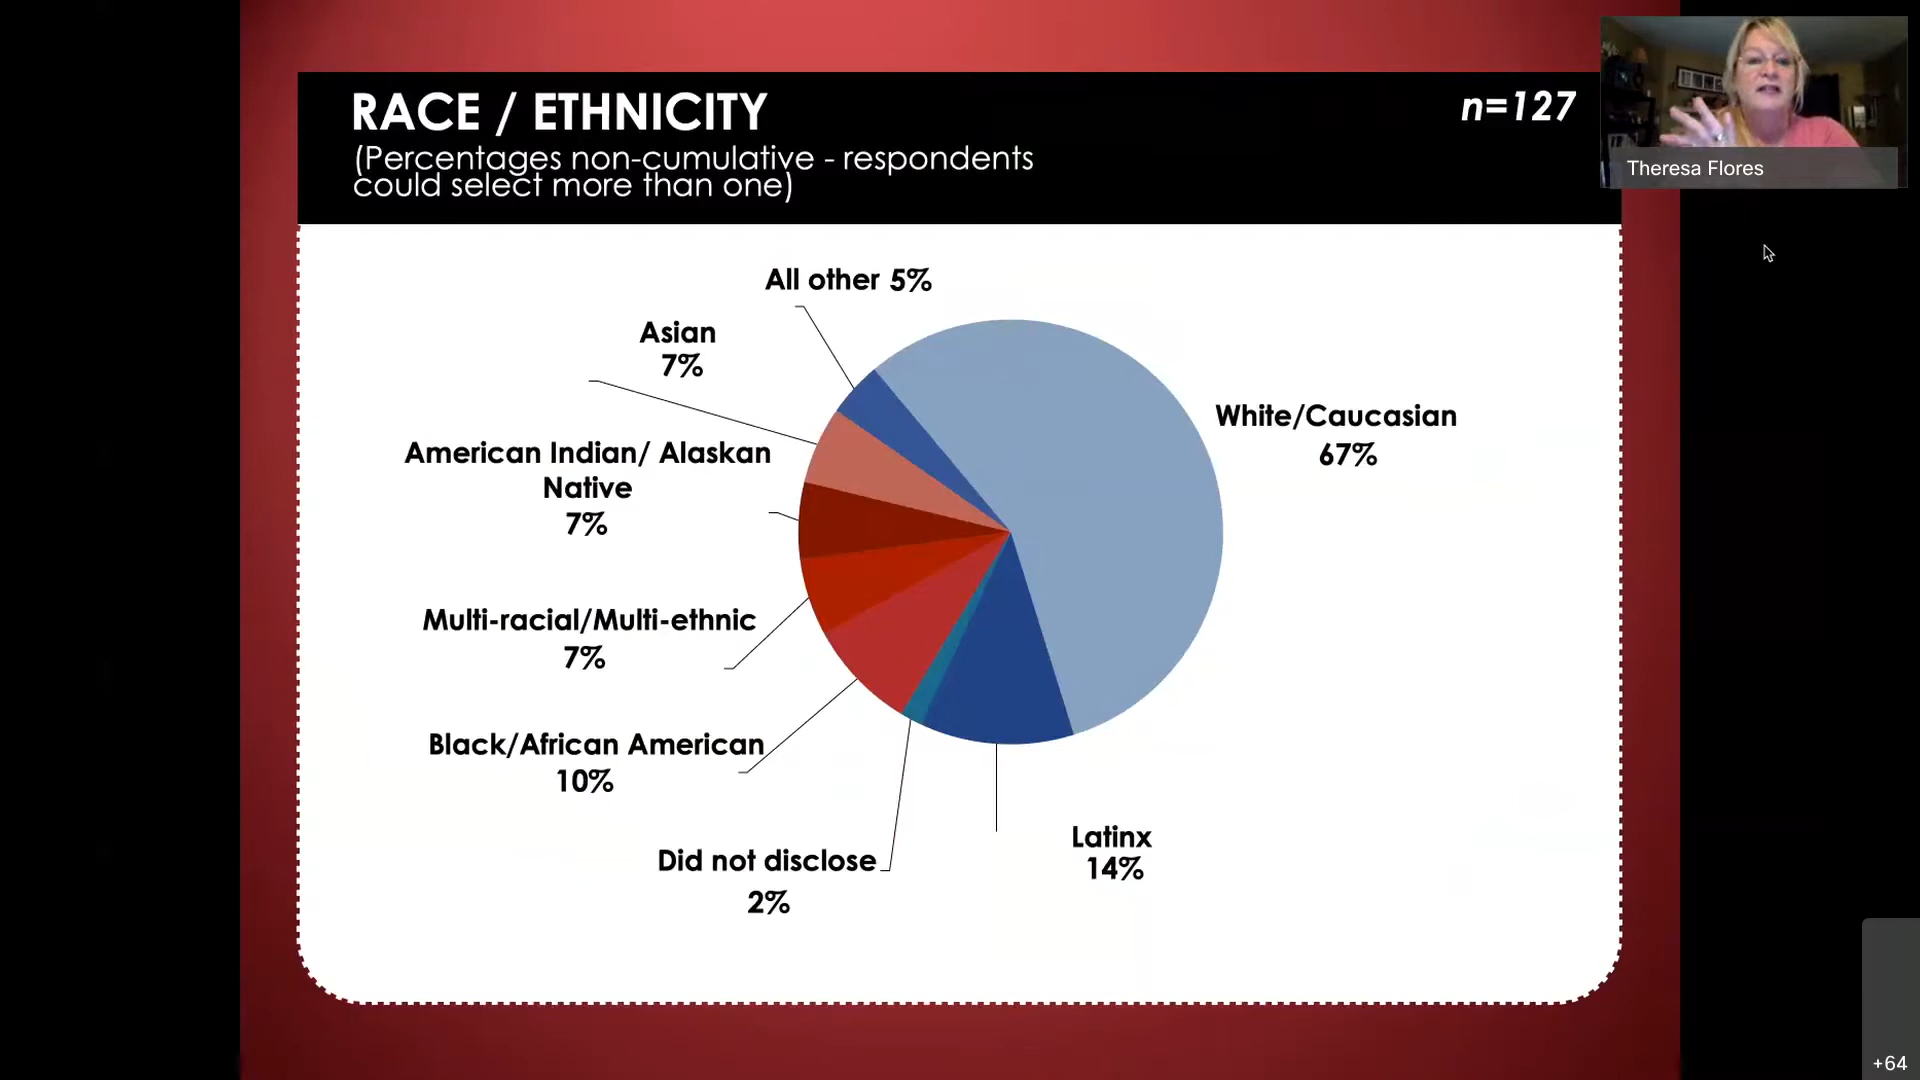 RACE / ETHNICITY
n=127
(Percentages non-cumulative - respondents
could select more than one)
Theresa Flores
All other 5%
Asian
7%
White/Caucasian
67%
American Indian/ Alaskan
Native
7%
Multi-racial/Multi-ethnic
7%
Black/African American
10%
Latinx
14%
Did not disclose
2%
+64